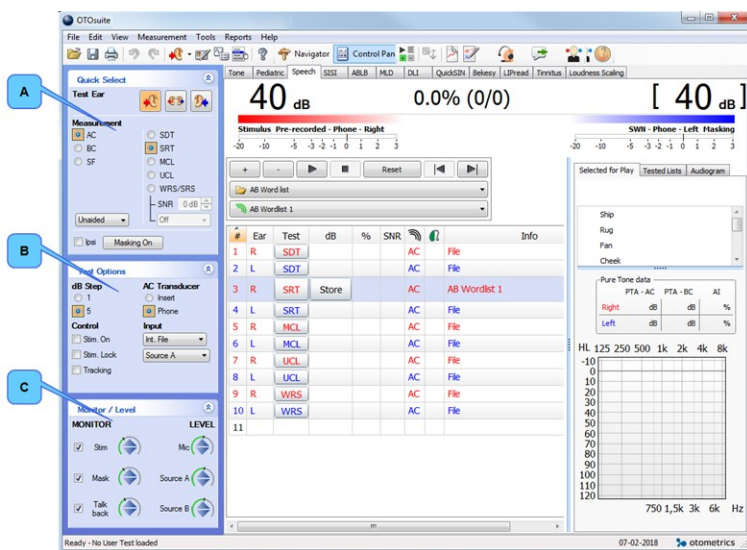 OTOsuite
File Edit View Measurement Tools Reports Help
Navigator Control Pan
A
B
C
Quick Select
Test Ear
Measurement
AC SDT
BC SRT
SF MCL
UCL
WRS/SRS
SNR 0 dB
Unaided Off
Ipsi Masking On
Test Options
dB Step AC Transducer
1 Insert
5 Phone
Control Input
Stim. On Int. File
Stim. Lock Source A
Tracking
Monitor / Level
MONITOR LEVEL
Stim Mic
Mask Source A
Talk back Source B
Tone Pediatric Speech SISI ABLB MLD DLI QuickSIN Bekesy LIPread Tinnitus Loudness Scaling
40 dB 0.0% (0/0) [ 40 dB ]
Stimulus Pre-recorded - Phone - Right SWN - Phone - Left Masking
-20 -10 -5 -3 -2 -1 0 1 2 3 -20 -10 -5 -3 -2 -1 0 1 2 3
+ - Reset
AB Word list
AB Wordlist 1
# Ear Test dB % SNR Info
1 R SDT AC File
2 L SDT AC File
3 R SRT Store AC AB Wordlist 1
4 L SRT AC File
5 R MCL AC File
6 L MCL AC File
7 R UCL AC File
8 L UCL AC File
9 R WRS AC File
10 L WRS AC File
11
Selected for Play Tested Lists Audiogram
Ship
Rug
Fan
Cheek
Pure Tone data
PTA - AC PTA - BC AI
Right dB dB %
Left dB dB %
HL 125 250 500 1k 2k 4k 8k
-10
0
10
20
30
40
50
60
70
80
90
100
110
120
750 1,5k 3k 6k Hz
Ready - No User Test loaded 07-02-2018 otometrics